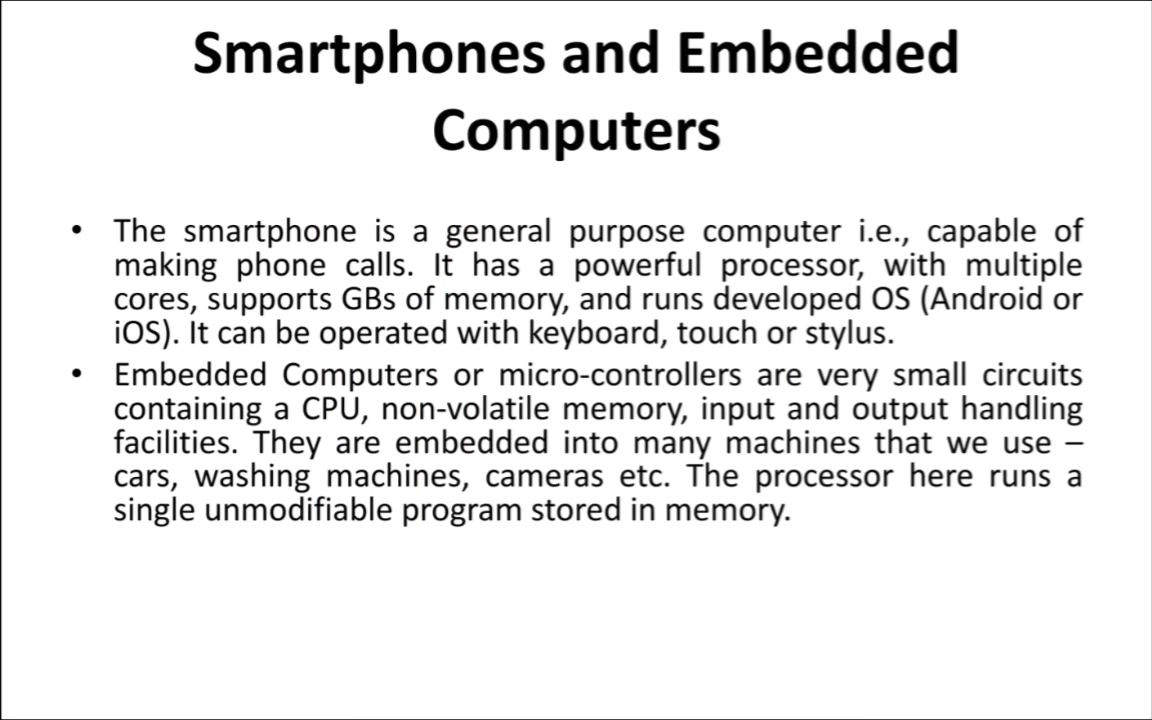 Smartphones and Embedded
Computers
• The smartphone is a general purpose computer i.e., capable of
making phone calls. It has a powerful processor, with multiple
cores, supports GBs of memory, and runs developed OS (Android or
iOS). It can be operated with keyboard, touch or stylus.
• Embedded Computers or micro-controllers are very small circuits
containing a CPU, non-volatile memory, input and output handling
facilities. They are embedded into many machines that we use –
cars, washing machines, cameras etc. The processor here runs a
single unmodifiable program stored in memory.